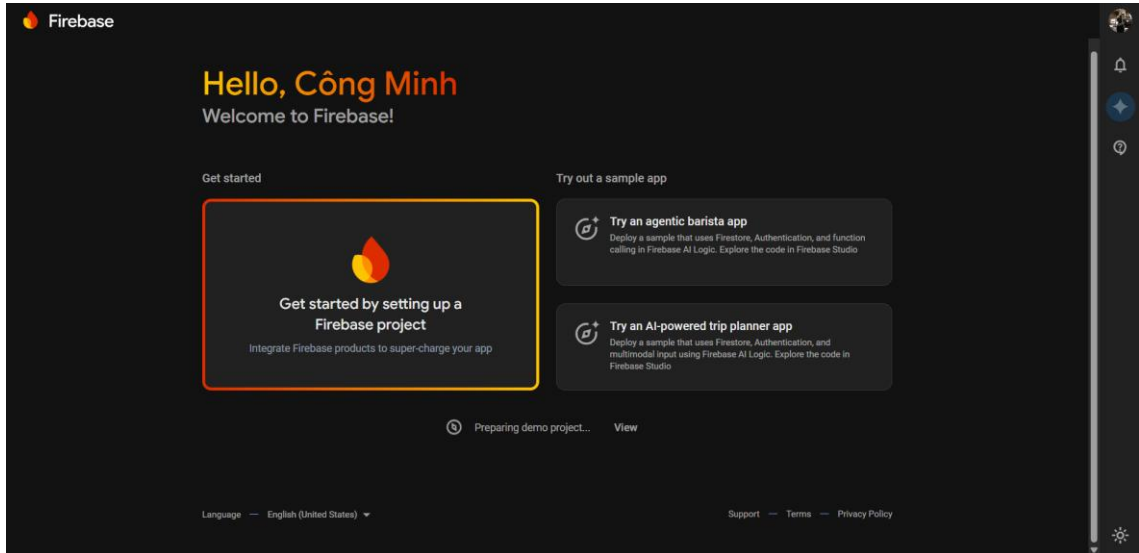 Firebase
Hello, Công Minh
Welcome to Firebase!
Get started
Get started by setting up a
Firebase project
Integrate Firebase products to super-charge your app
Try out a sample app
Try an agentic barista app
Deploy a sample that uses Firestore, Authentication, and function
calling in Firebase AI Logic. Explore the code in Firebase Studio
Try an AI-powered trip planner app
Deploy a sample that uses Firestore, Authentication, and
multimodal input using Firebase AI Logic. Explore the code in
Firebase Studio
Preparing demo project... View
Language — English (United States)
Support — Terms — Privacy Policy